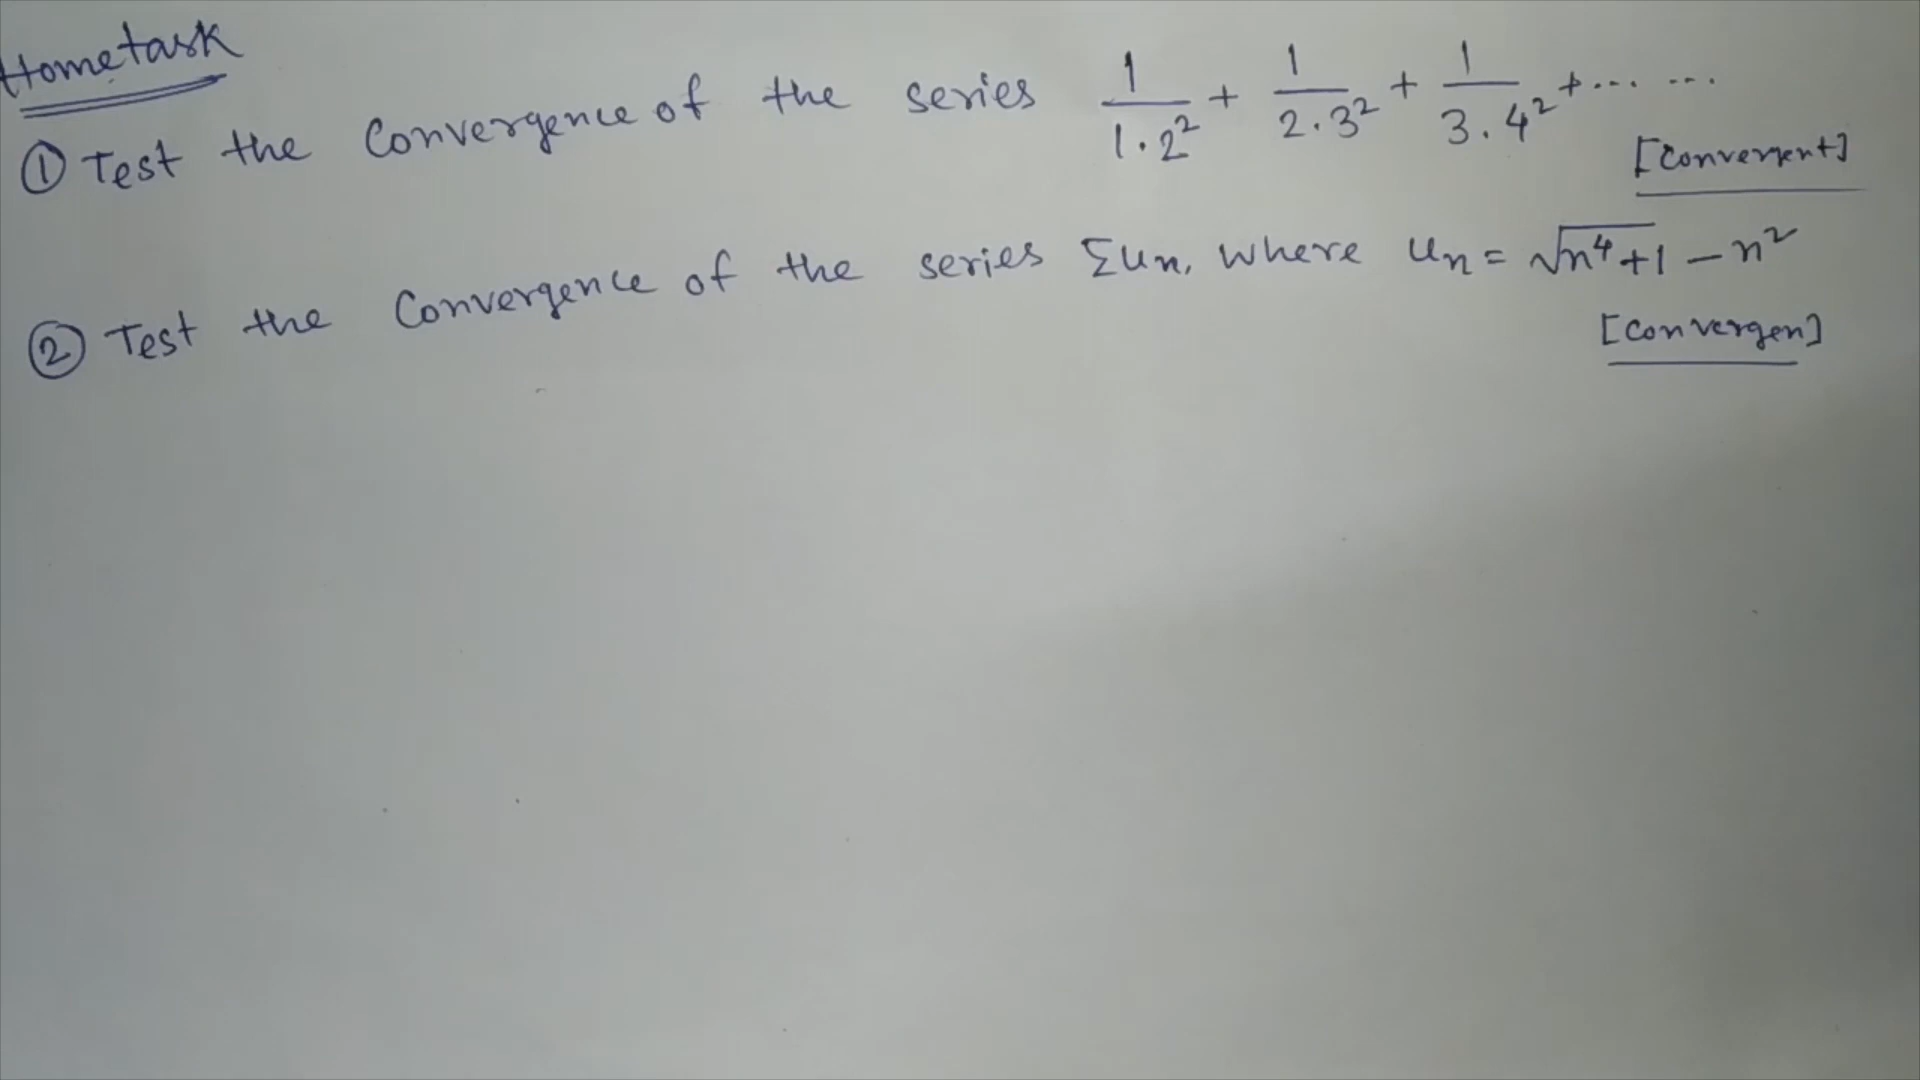 Hometask
① Test the Convergence of the series 1/1.2² + 1/2.3² + 1/3.4² + ... ...
[Convergent]
② Test the Convergence of the series Σun, where un = √n⁴+1 – n²
[Convergen]